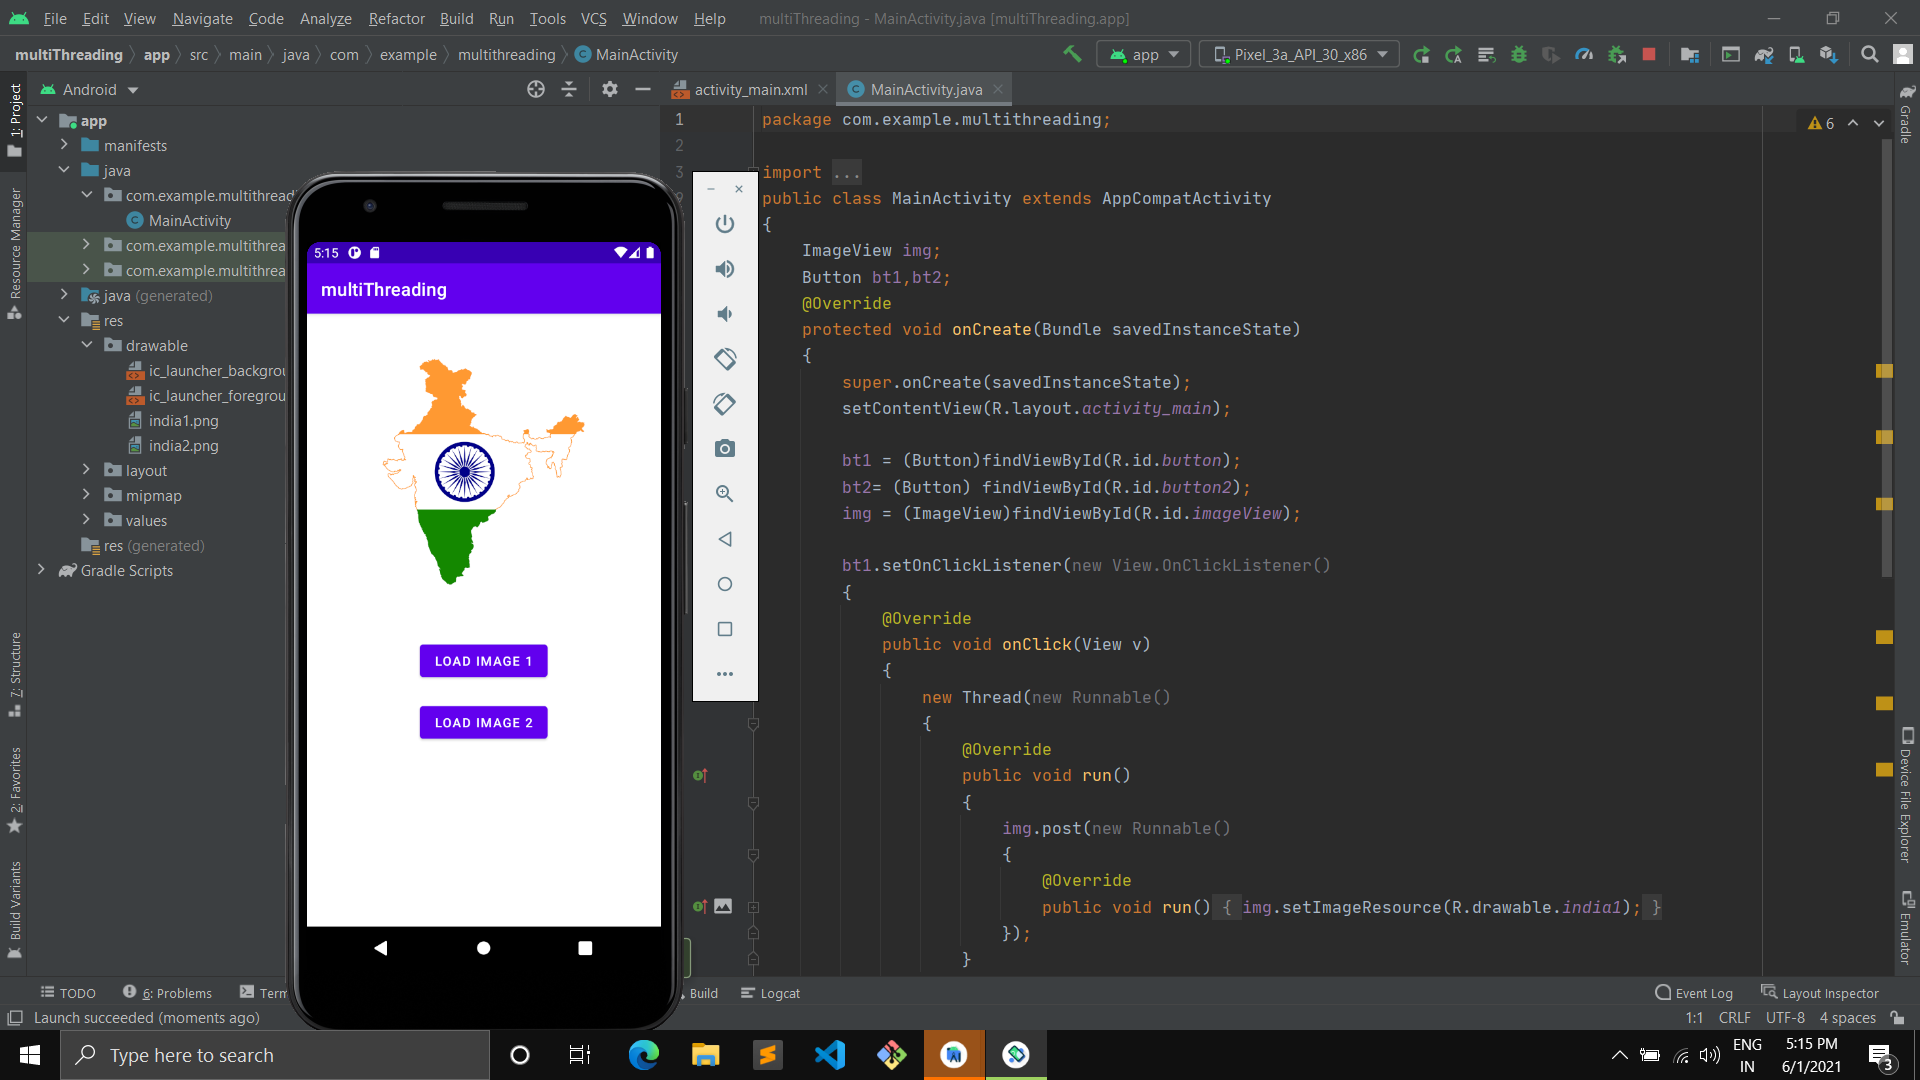 File Edit View Navigate Code Analyze Refactor Build Run Tools VCS Window Help multiThreading - MainActivity.java [multiThreading.app]
multiThreading app src main java com example multithreading MainActivity app Pixel_3a_API_30_x86
Android
activity_main.xml MainActivity.java
1: Project
Resource Manager
7: Structure
2: Favorites
Build Variants
app
manifests
java
com.example.multithread
MainActivity
com.example.multithrea
com.example.multithrea
java (generated)
res
drawable
ic_launcher_backgrou
ic_launcher_foregrou
india1.png
india2.png
layout
mipmap
values
res (generated)
Gradle Scripts
5:15
multiThreading
LOAD IMAGE 1
LOAD IMAGE 2
1 package com.example.multithreading;
2
3 import ...
public class MainActivity extends AppCompatActivity
{
ImageView img;
Button bt1,bt2;
@Override
protected void onCreate(Bundle savedInstanceState)
{
super.onCreate(savedInstanceState);
setContentView(R.layout.activity_main);
bt1 = (Button)findViewById(R.id.button);
bt2= (Button) findViewById(R.id.button2);
img = (ImageView)findViewById(R.id.imageView);
bt1.setOnClickListener(new View.OnClickListener()
{
@Override
public void onClick(View v)
{
new Thread(new Runnable()
{
@Override
public void run()
{
img.post(new Runnable()
{
@Override
public void run() { img.setImageResource(R.drawable.india1); }
});
}
6
Gradle
Device File Explorer
Emulator
TODO 6: Problems Term Build Logcat Event Log Layout Inspector
Launch succeeded (moments ago) 1:1 CRLF UTF-8 4 spaces
Type here to search
ENG
IN
5:15 PM
6/1/2021
3